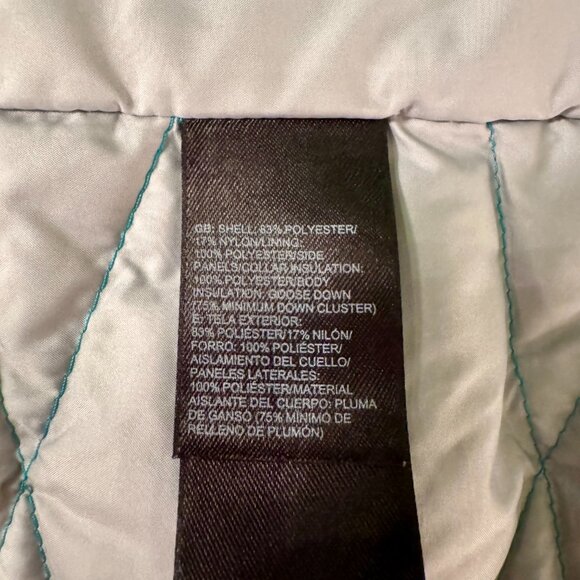 GB: SHELL: 83% POLYESTER/
17% NYLON/LINING:
100% POLYESTER/SIDE
PANELS/COLLAR INSULATION:
100% POLYESTER/BODY
INSULATION: GOOSE DOWN
(75% MINIMUM DOWN CLUSTER)
E: TELA EXTERIOR:
83% POLIÉSTER/17% NILÓN/
FORRO: 100% POLIÉSTER/
AISLAMIENTO DEL CUELLO/
PANELES LATERALES:
100% POLIÉSTER/MATERIAL
AISLANTE DEL CUERPO: PLUMA
DE GANSO (75% MÍNIMO DE
RELLENO DE PLUMÓN)